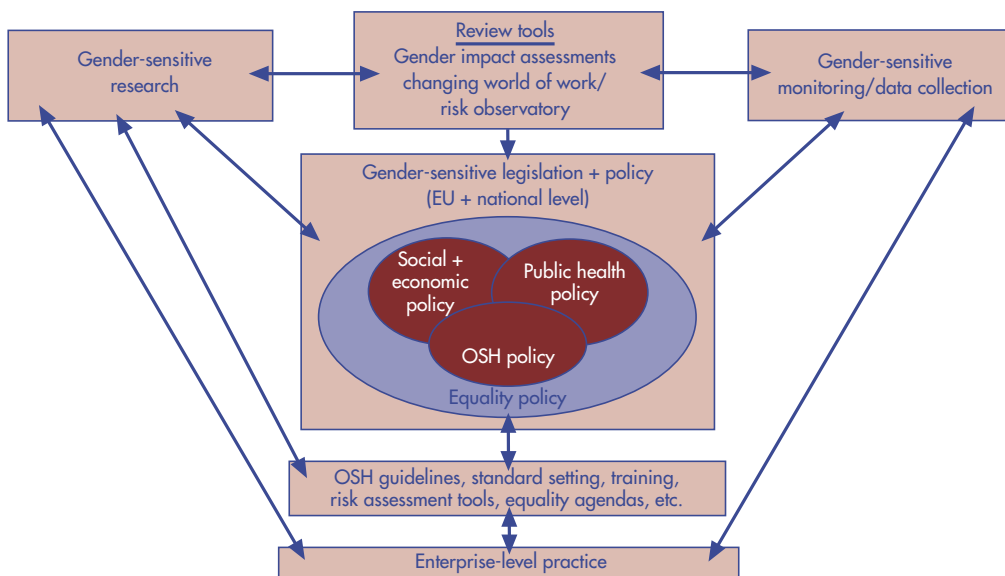 Gender-sensitive
research
Review tools
Gender impact assessments
changing world of work/
risk observatory
Gender-sensitive
monitoring/data collection
Gender-sensitive legislation + policy
(EU + national level)
Social +
economic
policy
Public health
policy
OSH policy
Equality policy
OSH guidelines, standard setting, training,
risk assessment tools, equality agendas, etc.
Enterprise-level practice